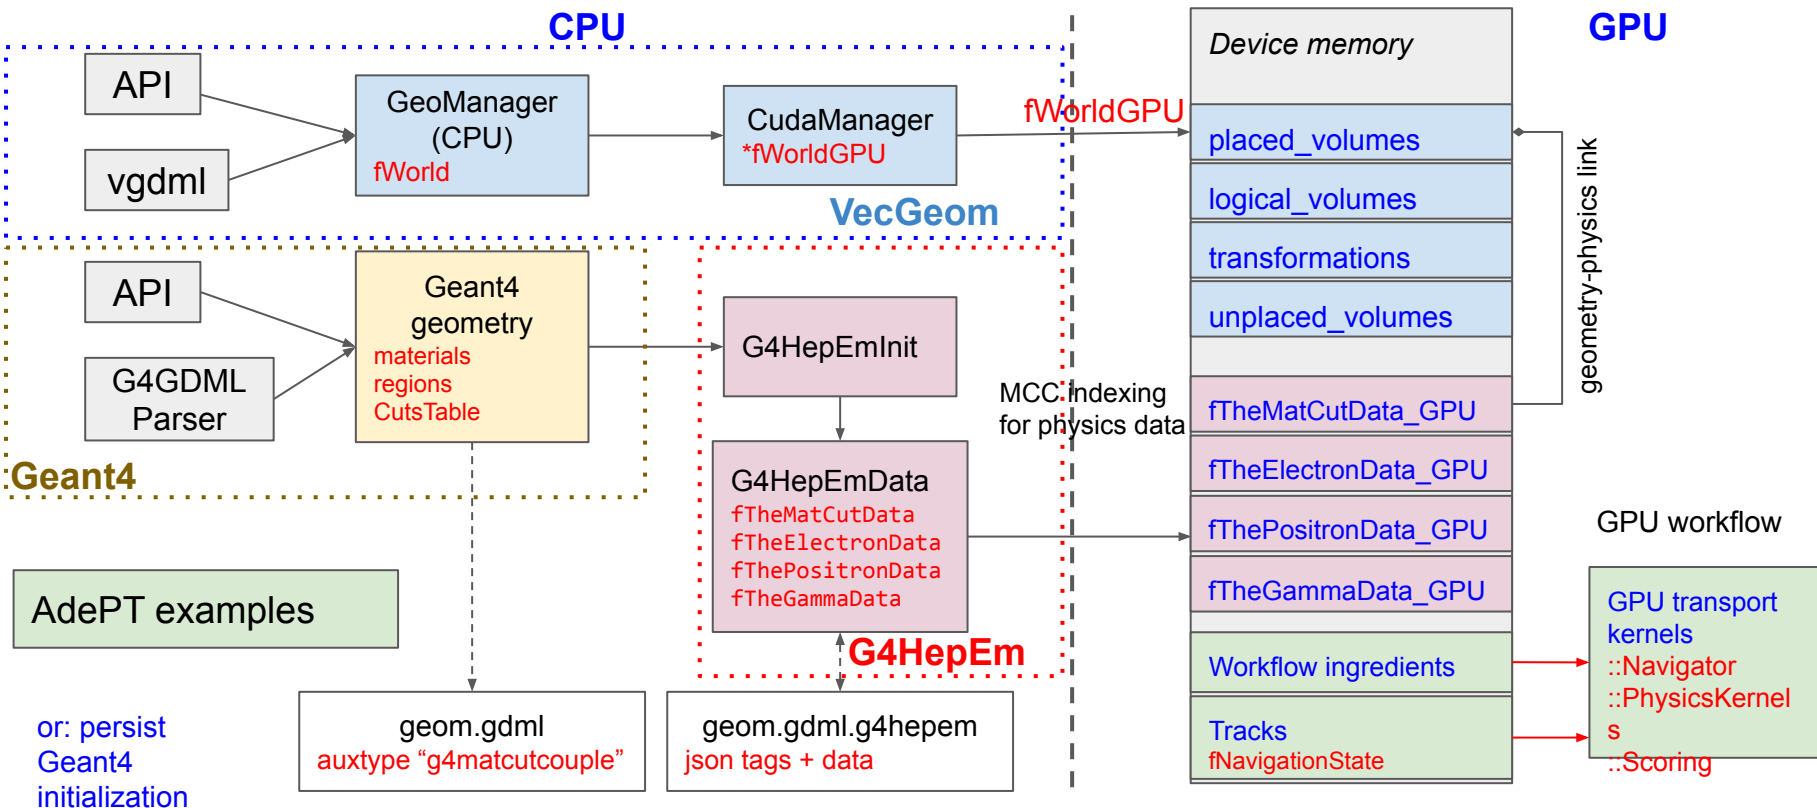 CPU
GPU
API
vgdml
GeoManager
(CPU)
fWorld
CudaManager
*fWorldGPU
VecGeom
fWorldGPU
API
G4GDML
Parser
Geant4
geometry
materials
regions
CutsTable
Geant4
G4HepEmInit
G4HepEmData
fTheMatCutData
fTheElectronData
fThePositronData
fTheGammaData
G4HepEm
MCC indexing
for physics data
AdePT examples
or: persist
Geant4
initialization
geom.gdml
auxtype “g4matcutcouple”
geom.gdml.g4hepem
json tags + data
Device memory
placed_volumes
logical_volumes
transformations
unplaced_volumes
fTheMatCutData_GPU
fTheElectronData_GPU
fThePositronData_GPU
fTheGammaData_GPU
Workflow ingredients
Tracks
fNavigationState
geometry-physics link
GPU workflow
GPU transport
kernels
::Navigator
::PhysicsKernel
s
::Scoring